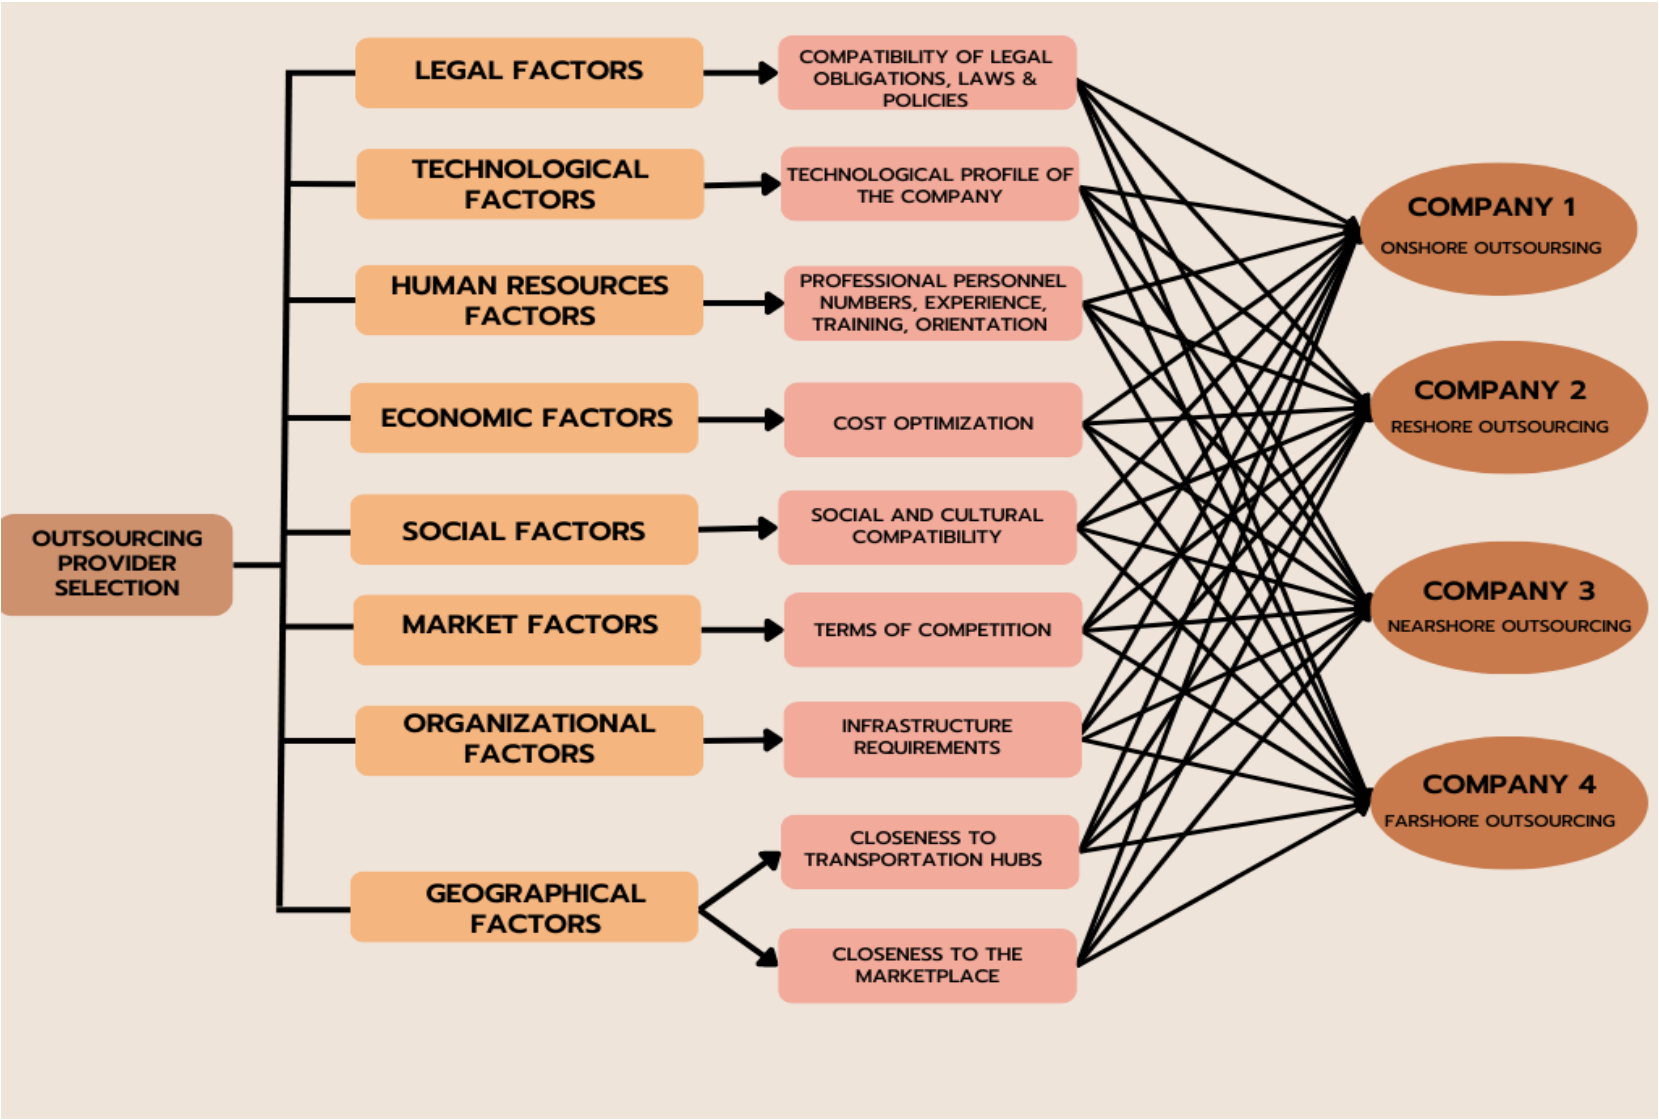 LEGAL FACTORS
COMPATIBILITY OF LEGAL
OBLIGATIONS, LAWS &
POLICIES
TECHNOLOGICAL
FACTORS
TECHNOLOGICAL PROFILE OF
THE COMPANY
HUMAN RESOURCES
FACTORS
PROFESSIONAL PERSONNEL
NUMBERS, EXPERIENCE,
TRAINING, ORIENTATION
ECONOMIC FACTORS
COST OPTIMIZATION
SOCIAL FACTORS
SOCIAL AND CULTURAL
COMPATIBILITY
OUTSOURCING
PROVIDER
SELECTION
MARKET FACTORS
TERMS OF COMPETITION
ORGANIZATIONAL
FACTORS
INFRASTRUCTURE
REQUIREMENTS
GEOGRAPHICAL
FACTORS
CLOSENESS TO
TRANSPORTATION HUBS
CLOSENESS TO THE
MARKETPLACE
COMPANY 1
ONSHORE OUTSOURSING
COMPANY 2
RESHORE OUTSOURCING
COMPANY 3
NEARSHORE OUTSOURCING
COMPANY 4
FARSHORE OUTSOURCING